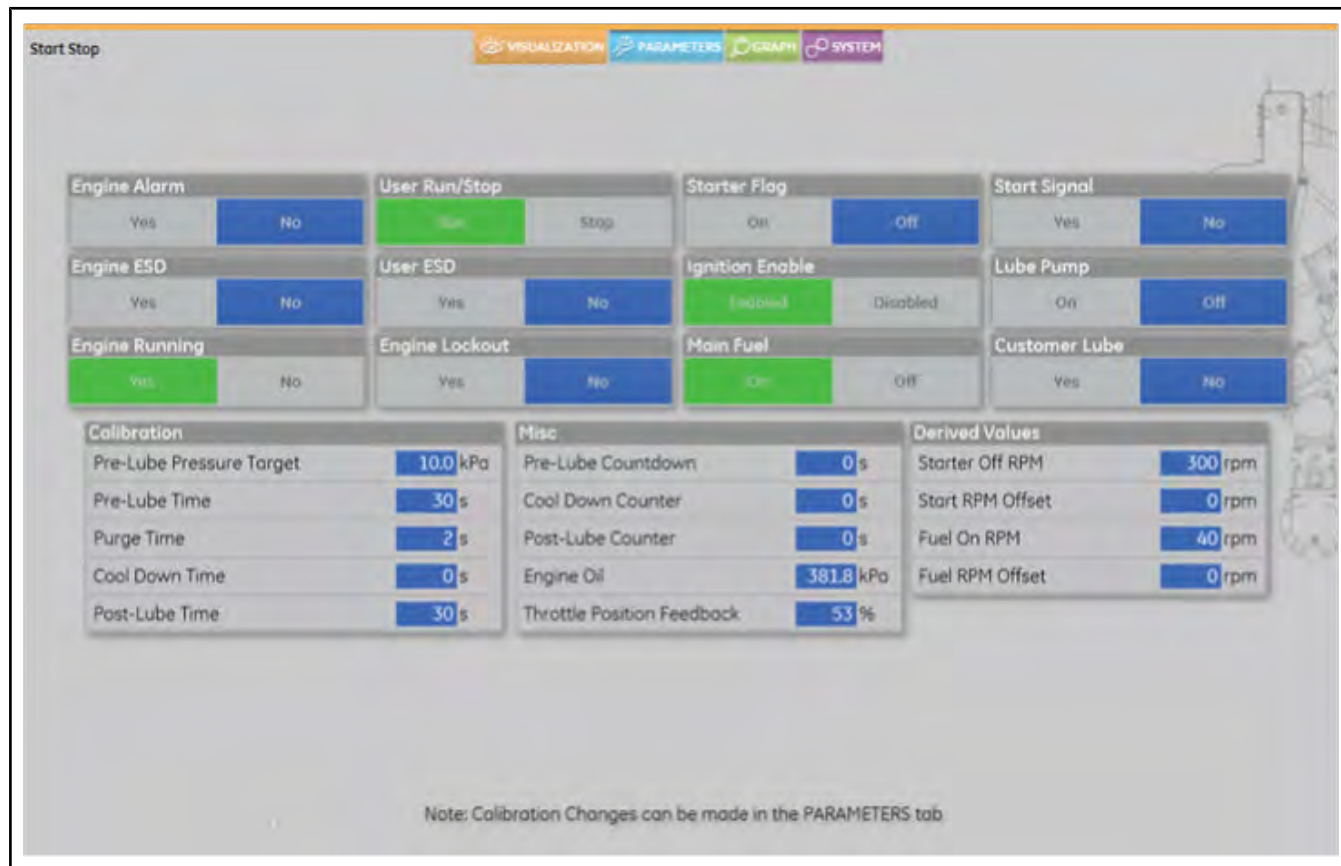 Start Stop
VISUALIZATION PARAMETERS GRAPH SYSTEM
Engine Alarm User Run/Stop Starter Flag Start Signal
Yes No Run Stop On Off Yes No
Engine ESD User ESD Ignition Enable Lube Pump
Yes No Yes No Enabled Disabled On Off
Engine Running Engine Lockout Main Fuel Customer Lube
Yes No Yes No On Off Yes No
Calibration Misc Derived Values
Pre-Lube Pressure Target 10.0 kPa Pre-Lube Countdown 0 s Starter Off RPM 300 rpm
Pre-Lube Time 30 s Cool Down Counter 0 s Start RPM Offset 0 rpm
Purge Time 2 s Post-Lube Counter 0 s Fuel On RPM 40 rpm
Cool Down Time 0 s Engine Oil 381.8 kPa Fuel RPM Offset 0 rpm
Post-Lube Time 30 s Throttle Position Feedback 53 %
Note: Calibration Changes can be made in the PARAMETERS tab